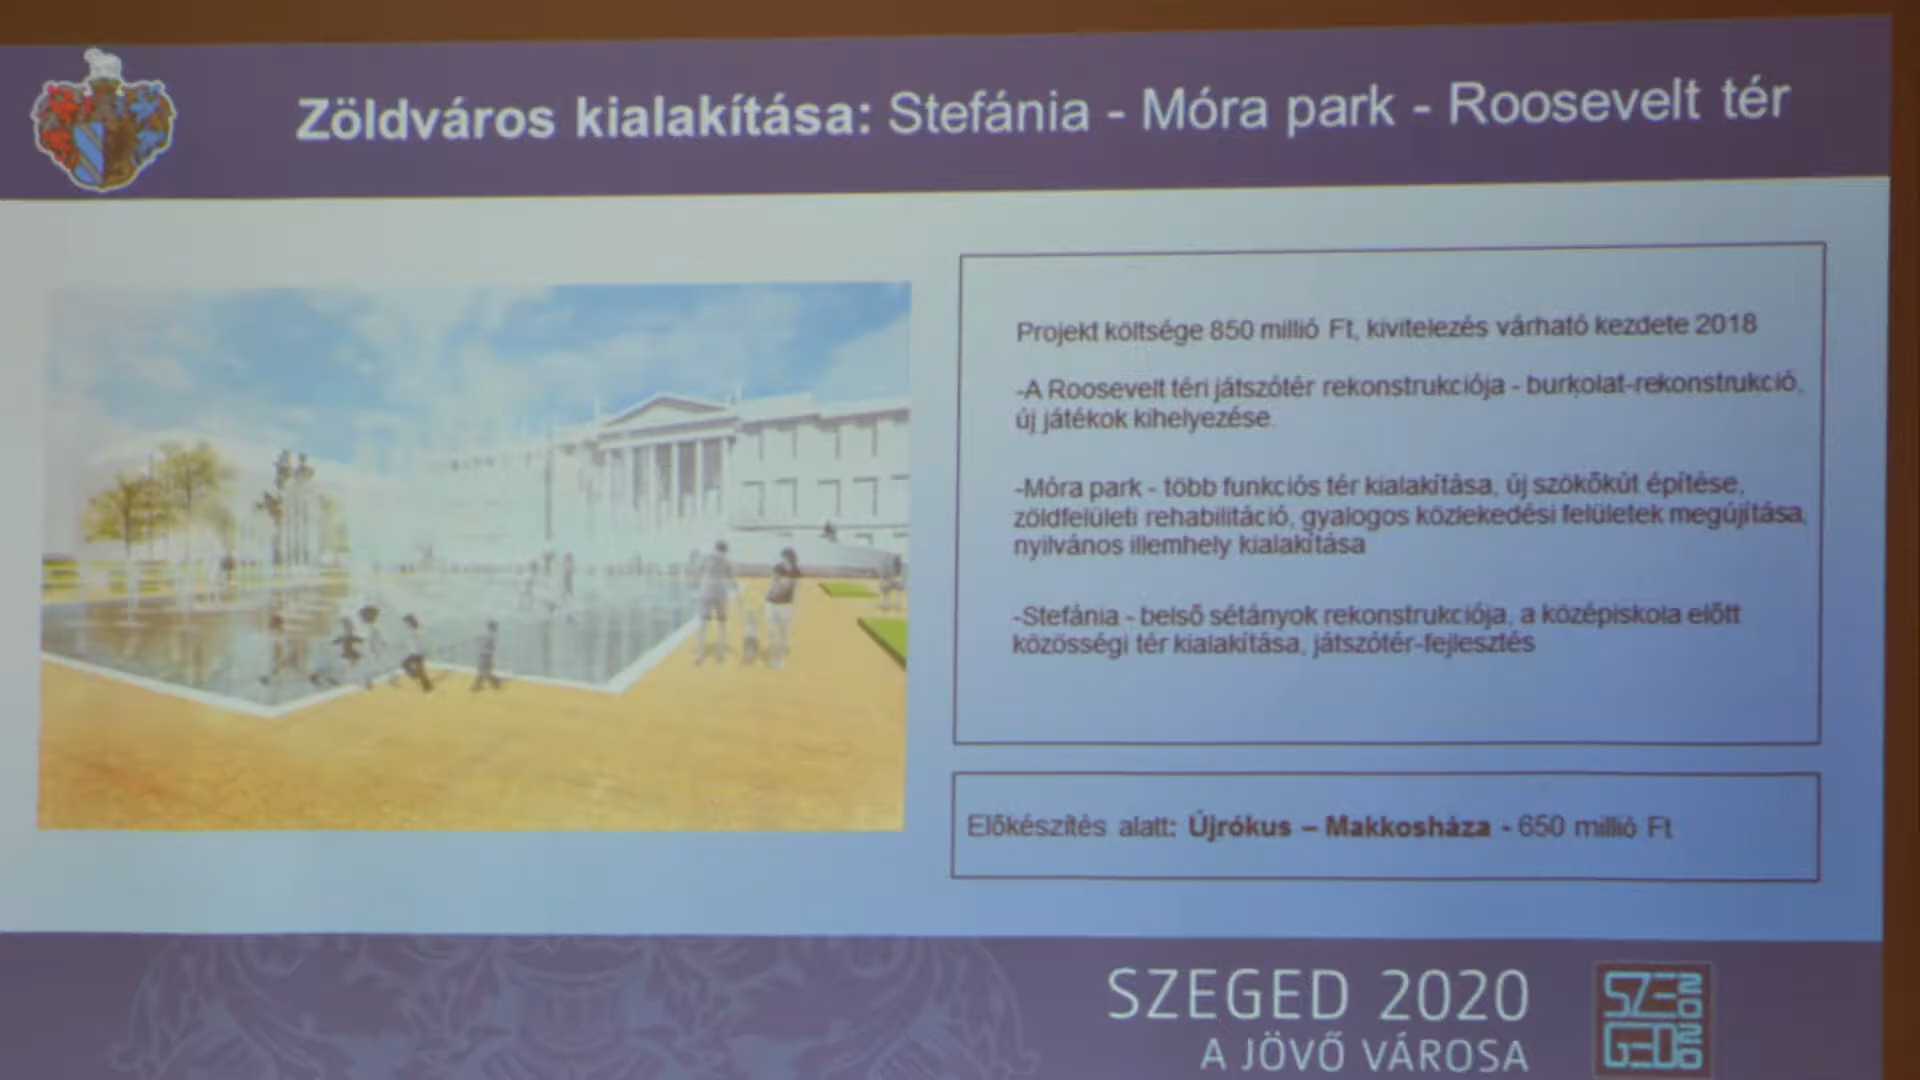 Zöldváros kialakítása: Stefánia - Móra park - Roosevelt tér
Projekt költsége 850 millió Ft, kivitelezés várható kezdete 2018
-A Roosevelt téri játszótér rekonstrukciója - burkolat-rekonstrukció,
új játékok kihelyezése.
-Móra park - több funkciós tér kialakítása, új szökőkút építése,
zöldfelületi rehabilitáció, gyalogos közlekedési felületek megújítása,
nyilvános illemhely kialakítása
-Stefánia - belső sétányok rekonstrukciója, a középiskola előtt
közösségi tér kialakítása, játszótér-fejlesztés
Előkészítés alatt: Újrókus – Makkosháza - 650 millió Ft
SZEGED 2020
A JÖVŐ VÁROSA
SZE
GED
2020